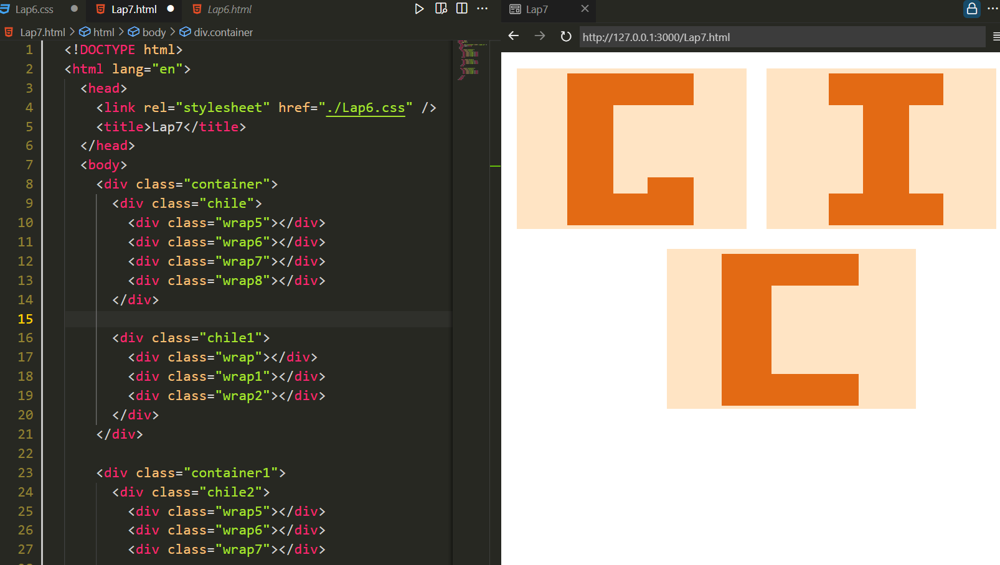 Lap6.css
Lap7.html
Lap6.html
Lap7
Lap7.html > html > body > div.container
http://127.0.0.1:3000/Lap7.html
1 <!DOCTYPE html>
2 <html lang="en">
3 <head>
4 <link rel="stylesheet" href="./Lap6.css" />
5 <title>Lap7</title>
6 </head>
7 <body>
8 <div class="container">
9 <div class="chile">
10 <div class="wrap5"></div>
11 <div class="wrap6"></div>
12 <div class="wrap7"></div>
13 <div class="wrap8"></div>
14 </div>
15
16 <div class="chile1">
17 <div class="wrap"></div>
18 <div class="wrap1"></div>
19 <div class="wrap2"></div>
20 </div>
21 </div>
22
23 <div class="container1">
24 <div class="chile2">
25 <div class="wrap5"></div>
26 <div class="wrap6"></div>
27 <div class="wrap7"></div>
G I
C